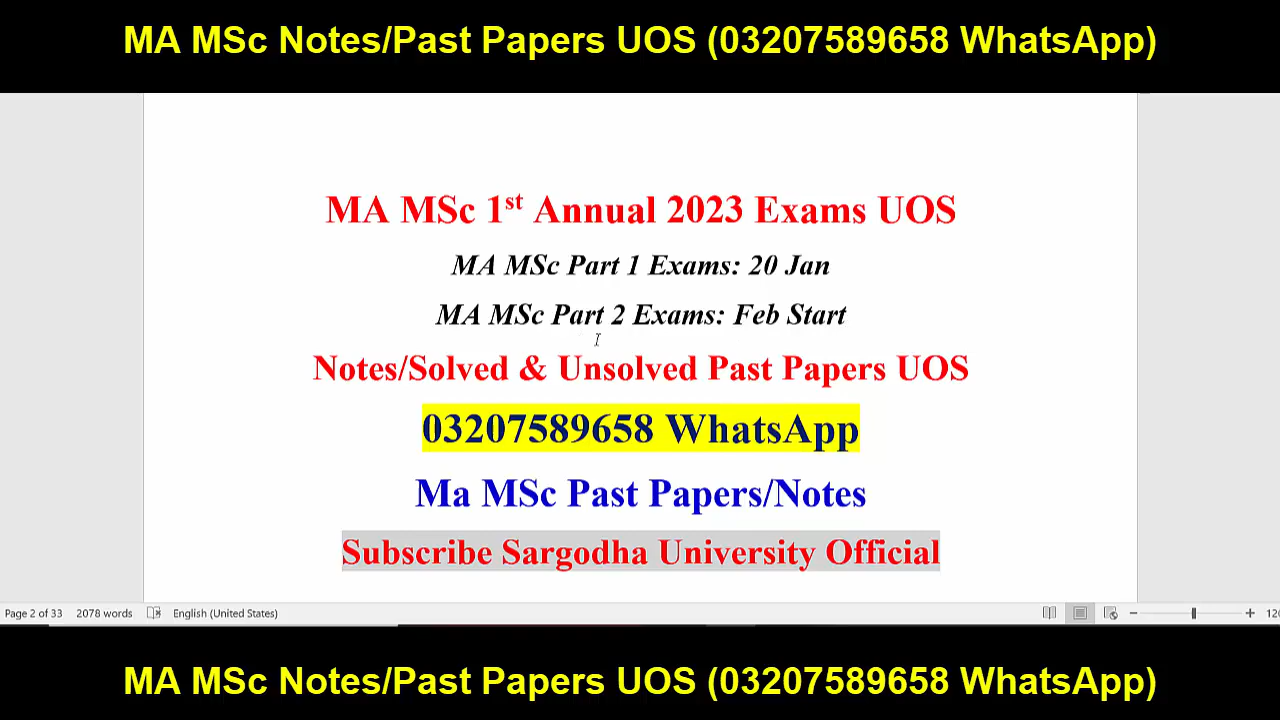 MA MSc Notes/Past Papers UOS (03207589658 WhatsApp)
MA MSc 1st Annual 2023 Exams UOS
MA MSc Part 1 Exams: 20 Jan
MA MSc Part 2 Exams: Feb Start
Notes/Solved & Unsolved Past Papers UOS
03207589658 WhatsApp
Ma MSc Past Papers/Notes
Subscribe Sargodha University Official
Page 2 of 33 2078 words English (United States)
MA MSc Notes/Past Papers UOS (03207589658 WhatsApp)